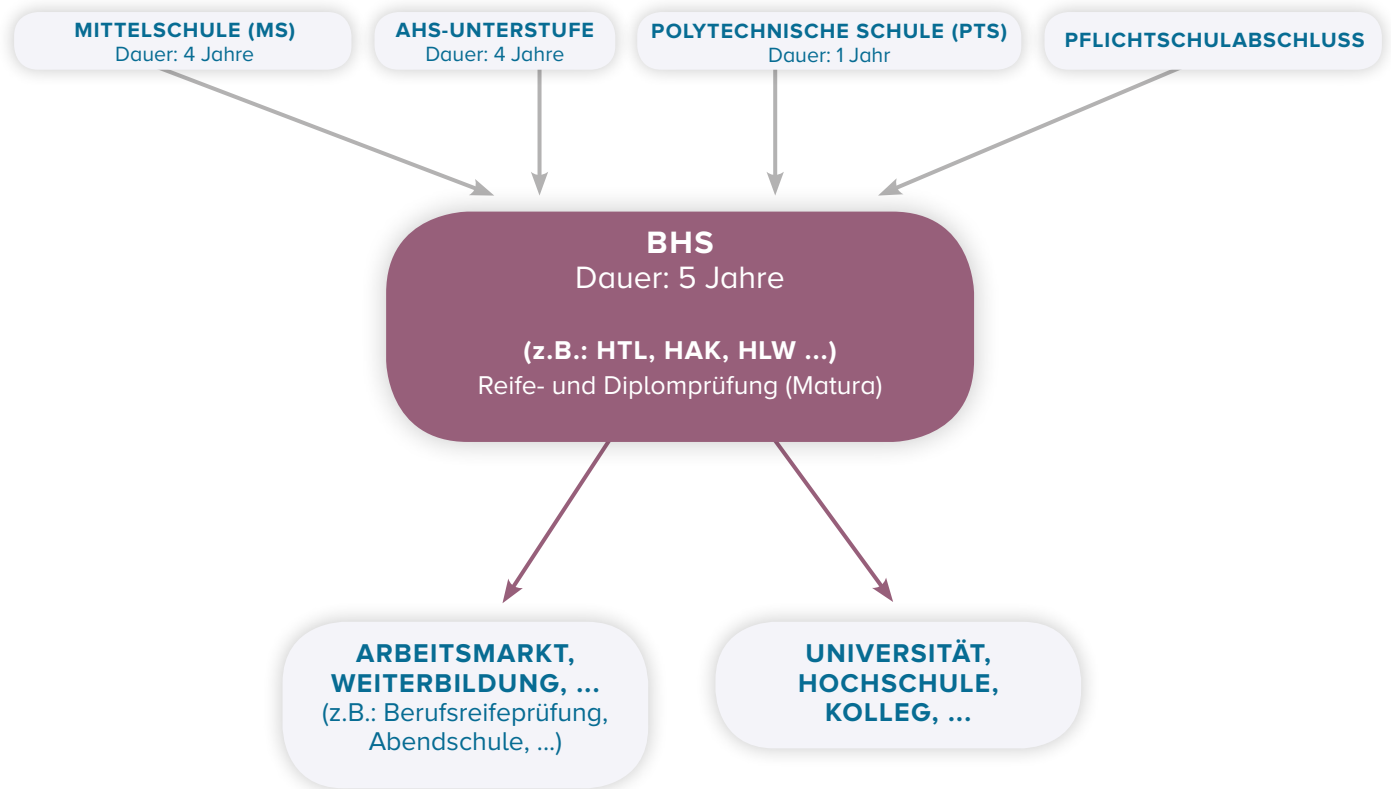 MITTELSCHULE (MS)
Dauer: 4 Jahre
AHS-UNTERSTUFE
Dauer: 4 Jahre
POLYTECHNISCHE SCHULE (PTS)
Dauer: 1 Jahr
PFLICHTSCHULABSCHLUSS
BHS
Dauer: 5 Jahre
(z.B.: HTL, HAK, HLW ...)
Reife- und Diplomprüfung (Matura)
ARBEITSMARKT,
WEITERBILDUNG, ...
(z.B.: Berufsreifeprüfung,
Abendschule, ...)
UNIVERSITÄT,
HOCHSCHULE,
KOLLEG, ...